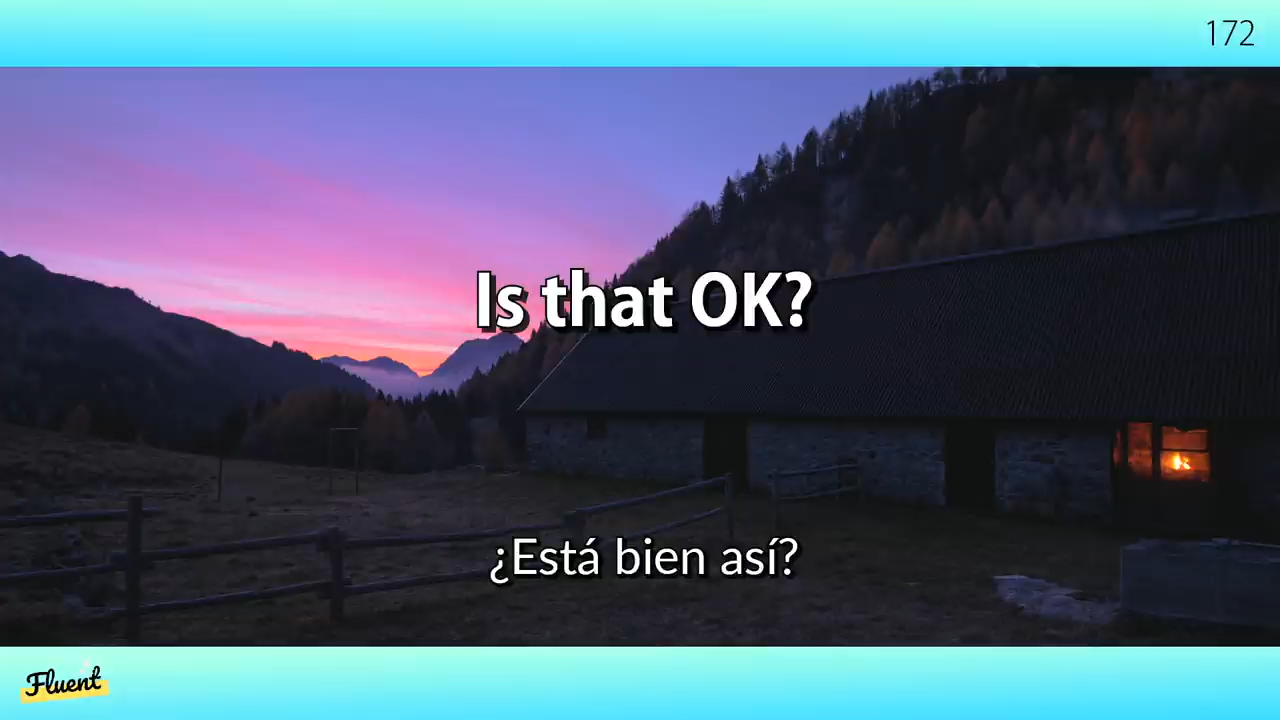 172
Is that OK?
¿Está bien así?
Fluent